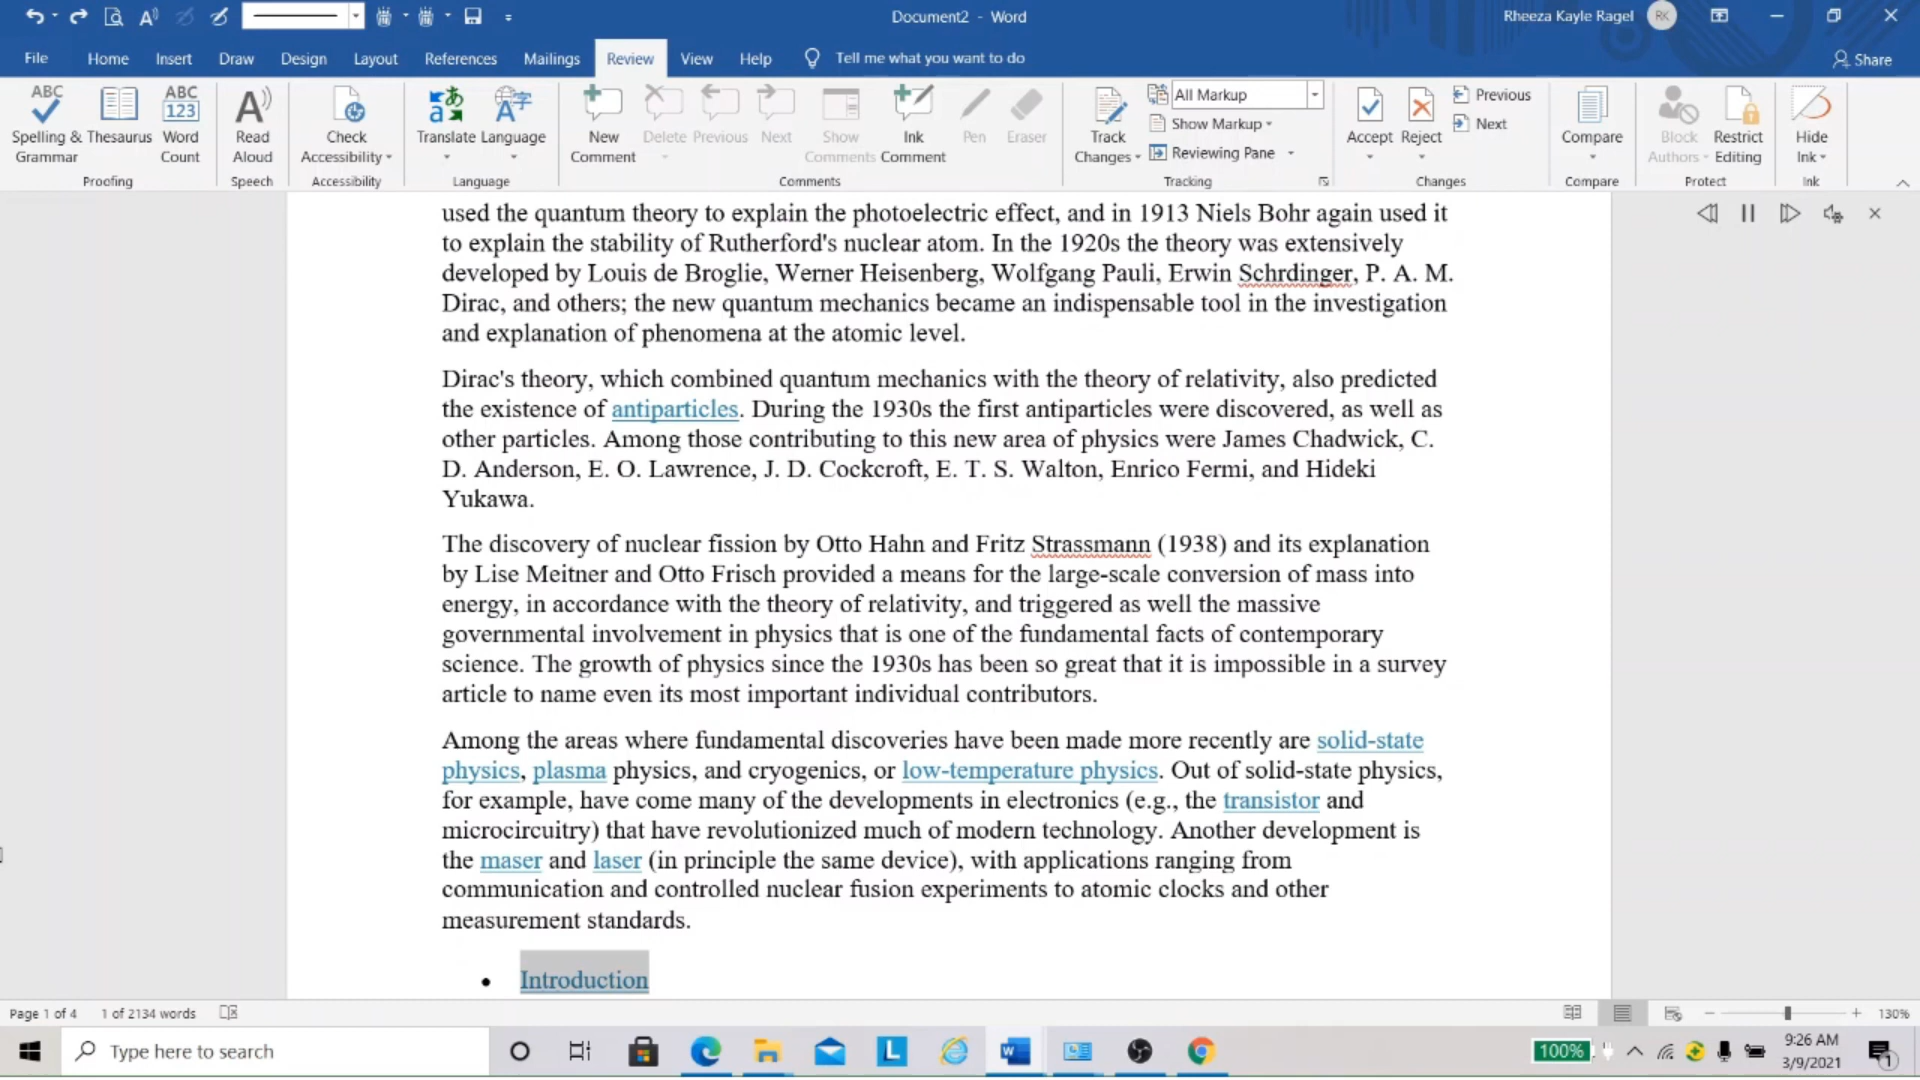 Document2 - Word
Rheeza Kayle Ragel
RK
File
Home
Insert
Draw
Design
Layout
References
Mailings
Review
View
Help
Tell me what you want to do
Share
ABC
Spelling &
Grammar
Thesaurus
ABC
123
Word
Count
Proofing
A
Read
Aloud
Speech
Check
Accessibility
Accessibility
aあ
Translate
A字
Language
Language
New
Comment
Delete
Previous
Next
Show
Comments
Ink
Comment
Pen
Eraser
Comments
Track
Changes
All Markup
Show Markup
Reviewing Pane
Tracking
Accept
Reject
Previous
Next
Changes
Compare
Compare
Block
Authors
Restrict
Editing
Protect
Hide
Ink
Ink
used the quantum theory to explain the photoelectric effect, and in 1913 Niels Bohr again used it
to explain the stability of Rutherford's nuclear atom. In the 1920s the theory was extensively
developed by Louis de Broglie, Werner Heisenberg, Wolfgang Pauli, Erwin Schrdinger, P. A. M.
Dirac, and others; the new quantum mechanics became an indispensable tool in the investigation
and explanation of phenomena at the atomic level.
Dirac's theory, which combined quantum mechanics with the theory of relativity, also predicted
the existence of antiparticles. During the 1930s the first antiparticles were discovered, as well as
other particles. Among those contributing to this new area of physics were James Chadwick, C.
D. Anderson, E. O. Lawrence, J. D. Cockcroft, E. T. S. Walton, Enrico Fermi, and Hideki
Yukawa.
The discovery of nuclear fission by Otto Hahn and Fritz Strassmann (1938) and its explanation
by Lise Meitner and Otto Frisch provided a means for the large-scale conversion of mass into
energy, in accordance with the theory of relativity, and triggered as well the massive
governmental involvement in physics that is one of the fundamental facts of contemporary
science. The growth of physics since the 1930s has been so great that it is impossible in a survey
article to name even its most important individual contributors.
Among the areas where fundamental discoveries have been made more recently are solid-state
physics, plasma physics, and cryogenics, or low-temperature physics. Out of solid-state physics,
for example, have come many of the developments in electronics (e.g., the transistor and
microcircuitry) that have revolutionized much of modern technology. Another development is
the maser and laser (in principle the same device), with applications ranging from
communication and controlled nuclear fusion experiments to atomic clocks and other
measurement standards.
• Introduction
Page 1 of 4
1 of 2134 words
130%
Type here to search
100%
9:26 AM
3/9/2021
1